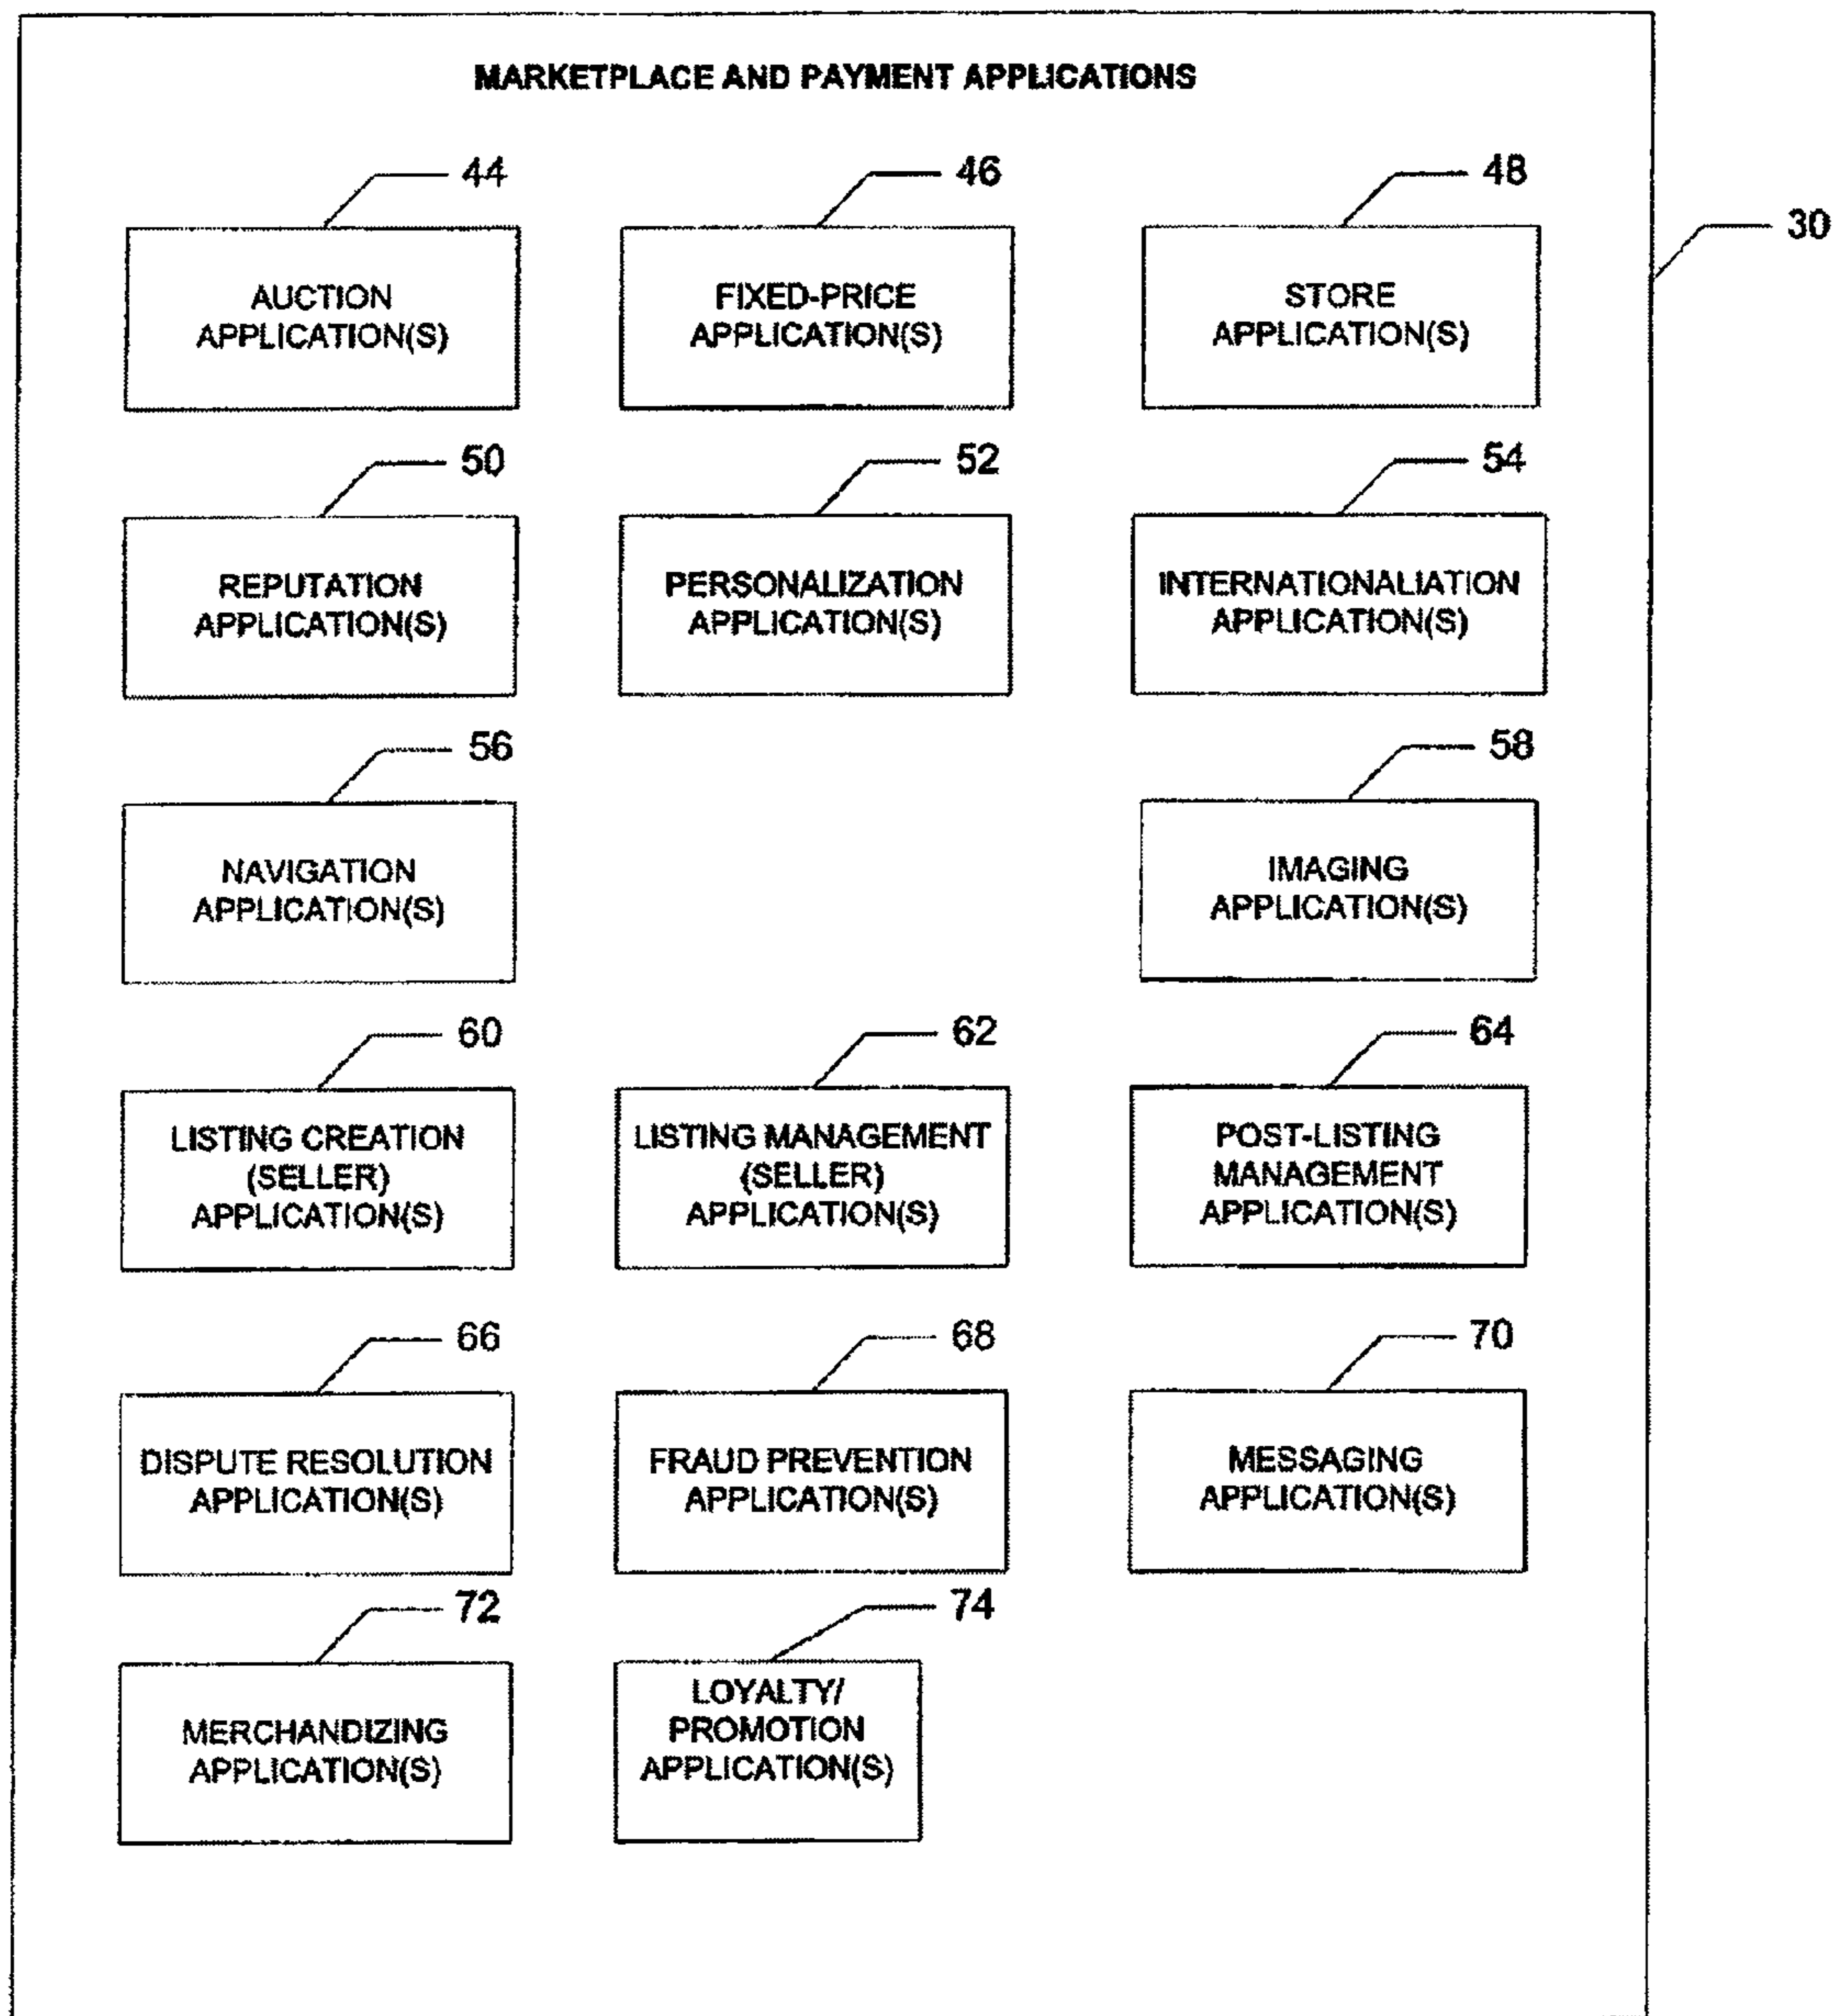 MARKETPLACE AND PAYMENT APPLICATIONS
44
46
48
30
AUCTION
APPLICATION(S)
FIXED-PRICE
APPLICATION(S)
STORE
APPLICATION(S)
50
52
54
REPUTATION
APPLICATION(S)
PERSONALIZATION
APPLICATION(S)
INTERNATIONALIATION
APPLICATION(S)
56
58
NAVIGATION
APPLICATION(S)
IMAGING
APPLICATION(S)
60
62
64
LISTING CREATION
(SELLER)
APPLICATION(S)
LISTING MANAGEMENT
(SELLER)
APPLICATION(S)
POST-LISTING
MANAGEMENT
APPLICATION(S)
66
68
70
DISPUTE RESOLUTION
APPLICATION(S)
FRAUD PREVENTION
APPLICATION(S)
MESSAGING
APPLICATION(S)
72
74
MERCHANDIZING
APPLICATION(S)
LOYALTY/
PROMOTION
APPLICATION(S)